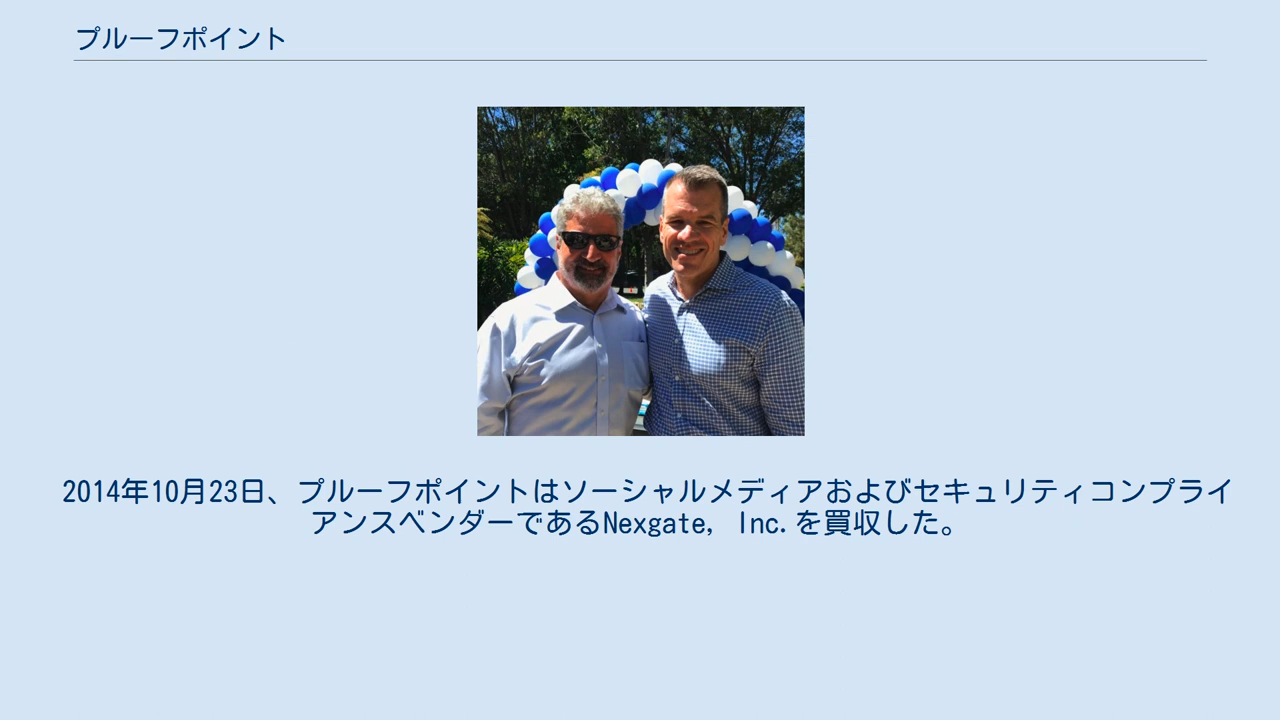 プルーフポイント
2014年10月23日、プルーフポイントはソーシャルメディアおよびセキュリティコンプライ
アンスベンダーであるNexgate, Inc.を買収した。